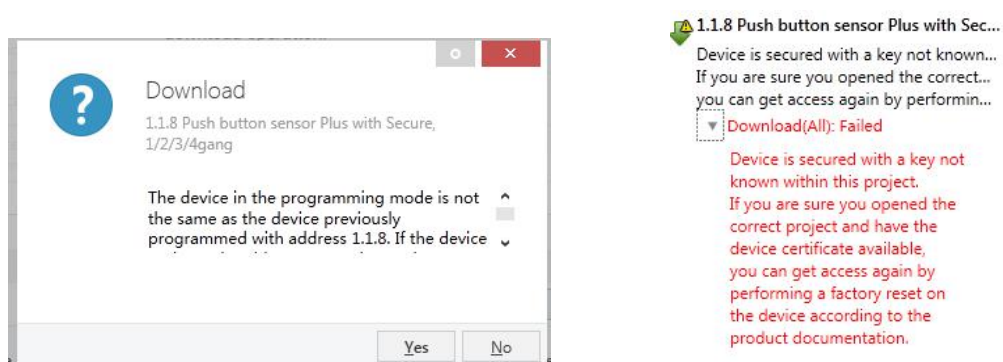 Download
1.1.8 Push button sensor Plus with Secure,
1/2/3/4gang
The device in the programming mode is not
the same as the device previously
programmed with address 1.1.8. If the device
Yes
No
1.1.8 Push button sensor Plus with Sec...
Device is secured with a key not known...
If you are sure you opened the correct...
you can get access again by performin...
Download(All): Failed
Device is secured with a key not
known within this project.
If you are sure you opened the
correct project and have the
device certificate available,
you can get access again by
performing a factory reset on
the device according to the
product documentation.